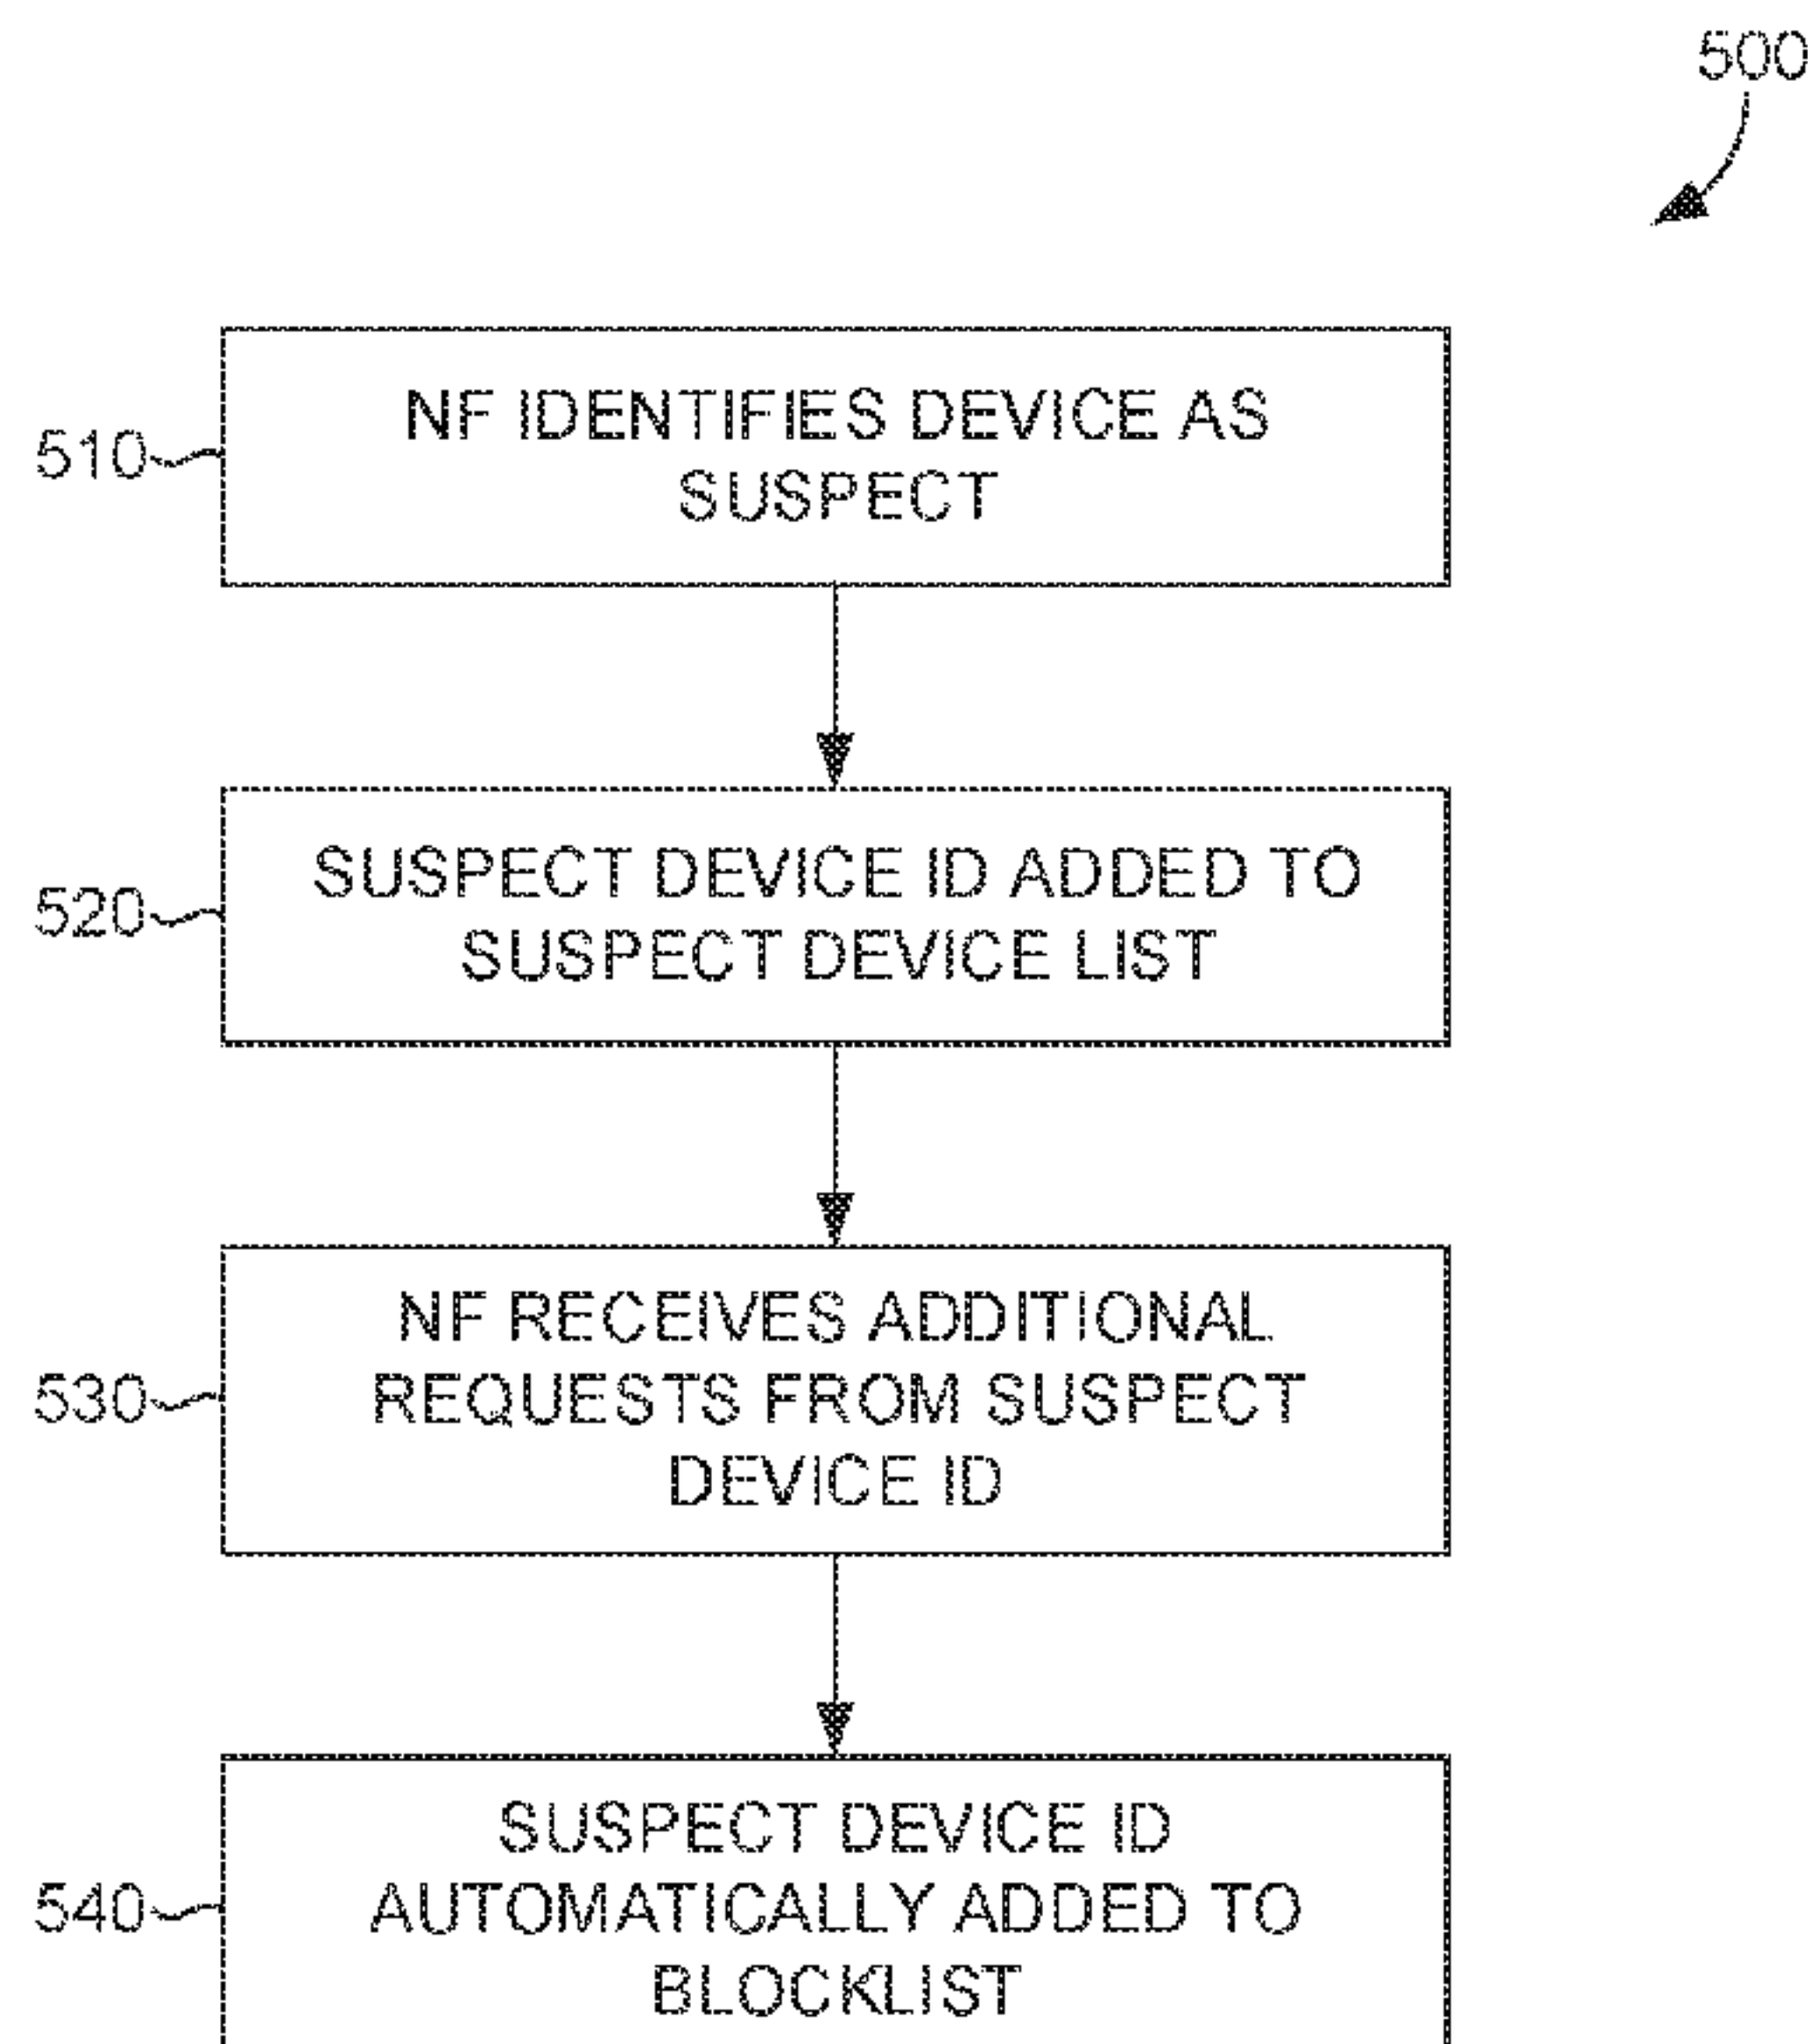 500
510
NF IDENTIFIES DEVICE AS
SUSPECT
520
SUSPECT DEVICE ID ADDED TO
SUSPECT DEVICE LIST
530
NF RECEIVES ADDITIONAL
REQUESTS FROM SUSPECT
DEVICE ID
540
SUSPECT DEVICE ID
AUTOMATICALLY ADDED TO
BLOCKLIST